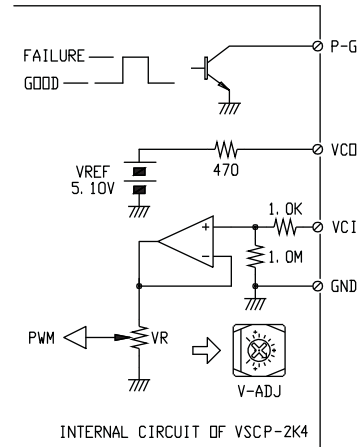 FAILURE
GOOD
P-G
VCO
470
VREF
5.10V
+
1.0K
VCI
1.0M
-
GND
PWM
VR
V-ADJ
INTERNAL CIRCUIT OF VSCP-2K4